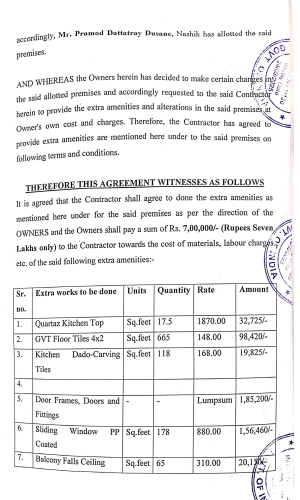 accordingly, Mr. Pramod Dattatray Dusane, Nashik has allotted the said
premises.
AND WHEREAS the Owners herein has decided to make certain changes in
the said allotted premises and accordingly requested to the said Contractor
herein to provide the extra amenities and alterations in the said premises at
Owner's own cost and charges. Therefore, the Contractor has agreed to
provide extra amenities are mentioned here under to the said premises on
following terms and conditions.
THEREFORE THIS AGREEMENT WITNESSES AS FOLLOWS
It is agreed that the Contractor shall agree to done the extra amenities as
mentioned here under for the said premises as per the direction of the
OWNERS and the Owners shall pay a sum of Rs. 7,00,000/- (Rupees Seven
Lakhs only) to the Contractor towards the cost of materials, labour charges
etc. of the said following extra amenities:-
Sr. no. Extra works to be done Units Quantity Rate Amount
1. Quartaz Kitchen Top Sq.feet 17.5 1870.00 32,725/-
2. GVT Floor Tiles 4x2 Sq.feet 665 148.00 98,420/-
3. Kitchen Dado-Carving Tiles Sq.feet 118 168.00 19,825/-
4.
5. Door Frames, Doors and Fittings - - Lumpsum 1,85,200/-
6. Sliding Window PP Coated Sq.feet 178 880.00 1,56,460/-
7. Balcony Falls Ceiling Sq.feet 65 310.00 20,150/-